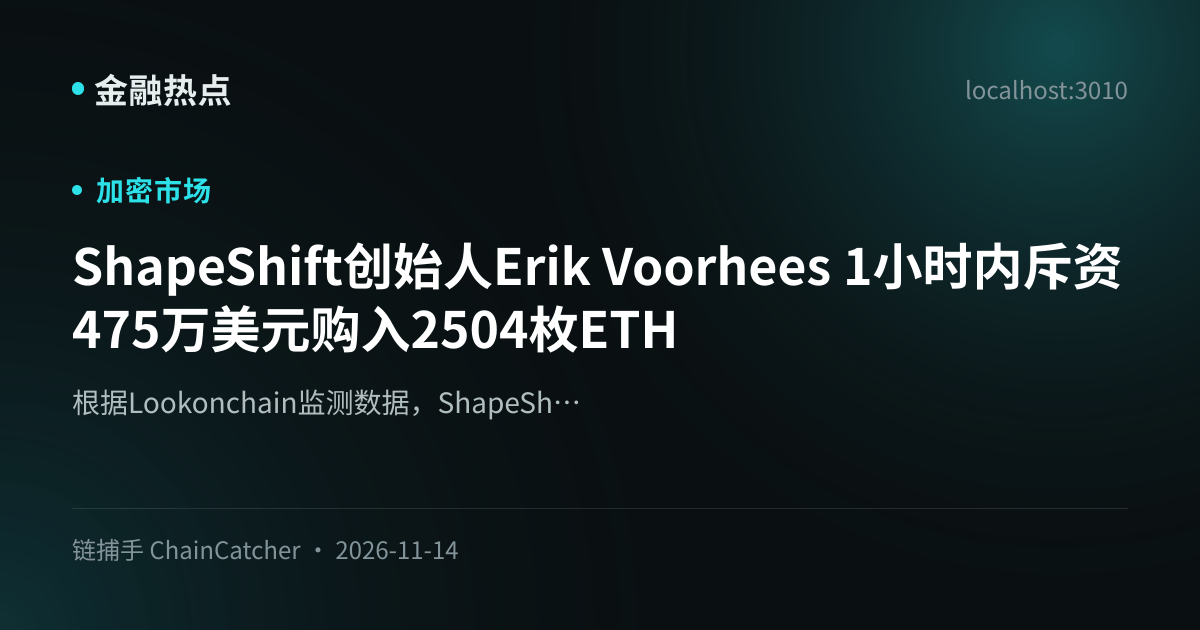 金融热点
localhost:3010
加密市场
ShapeShift创始人Erik Voorhees 1小时内斥资
475万美元购入2504枚ETH
根据Lookonchain监测数据，ShapeSh…
链捕手 ChainCatcher · 2026-11-14